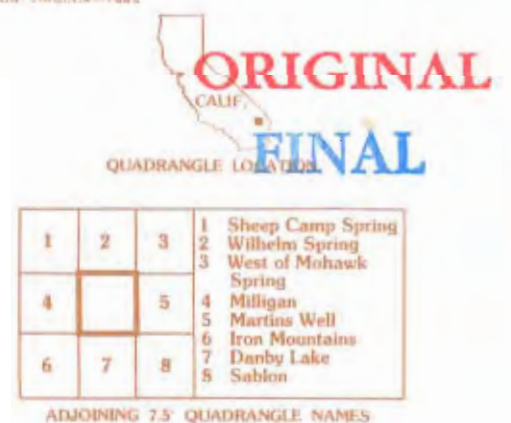 ORIGINAL
CALIF.
FINAL
QUADRANGLE LOCATION
1 2 3
4 5
6 7 8
1 Sheep Camp Spring
2 Wilhelm Spring
3 West of Mohawk
Spring
4 Milligan
5 Martins Well
6 Iron Mountains
7 Danby Lake
8 Sablon
ADJOINING 7.5' QUADRANGLE NAMES